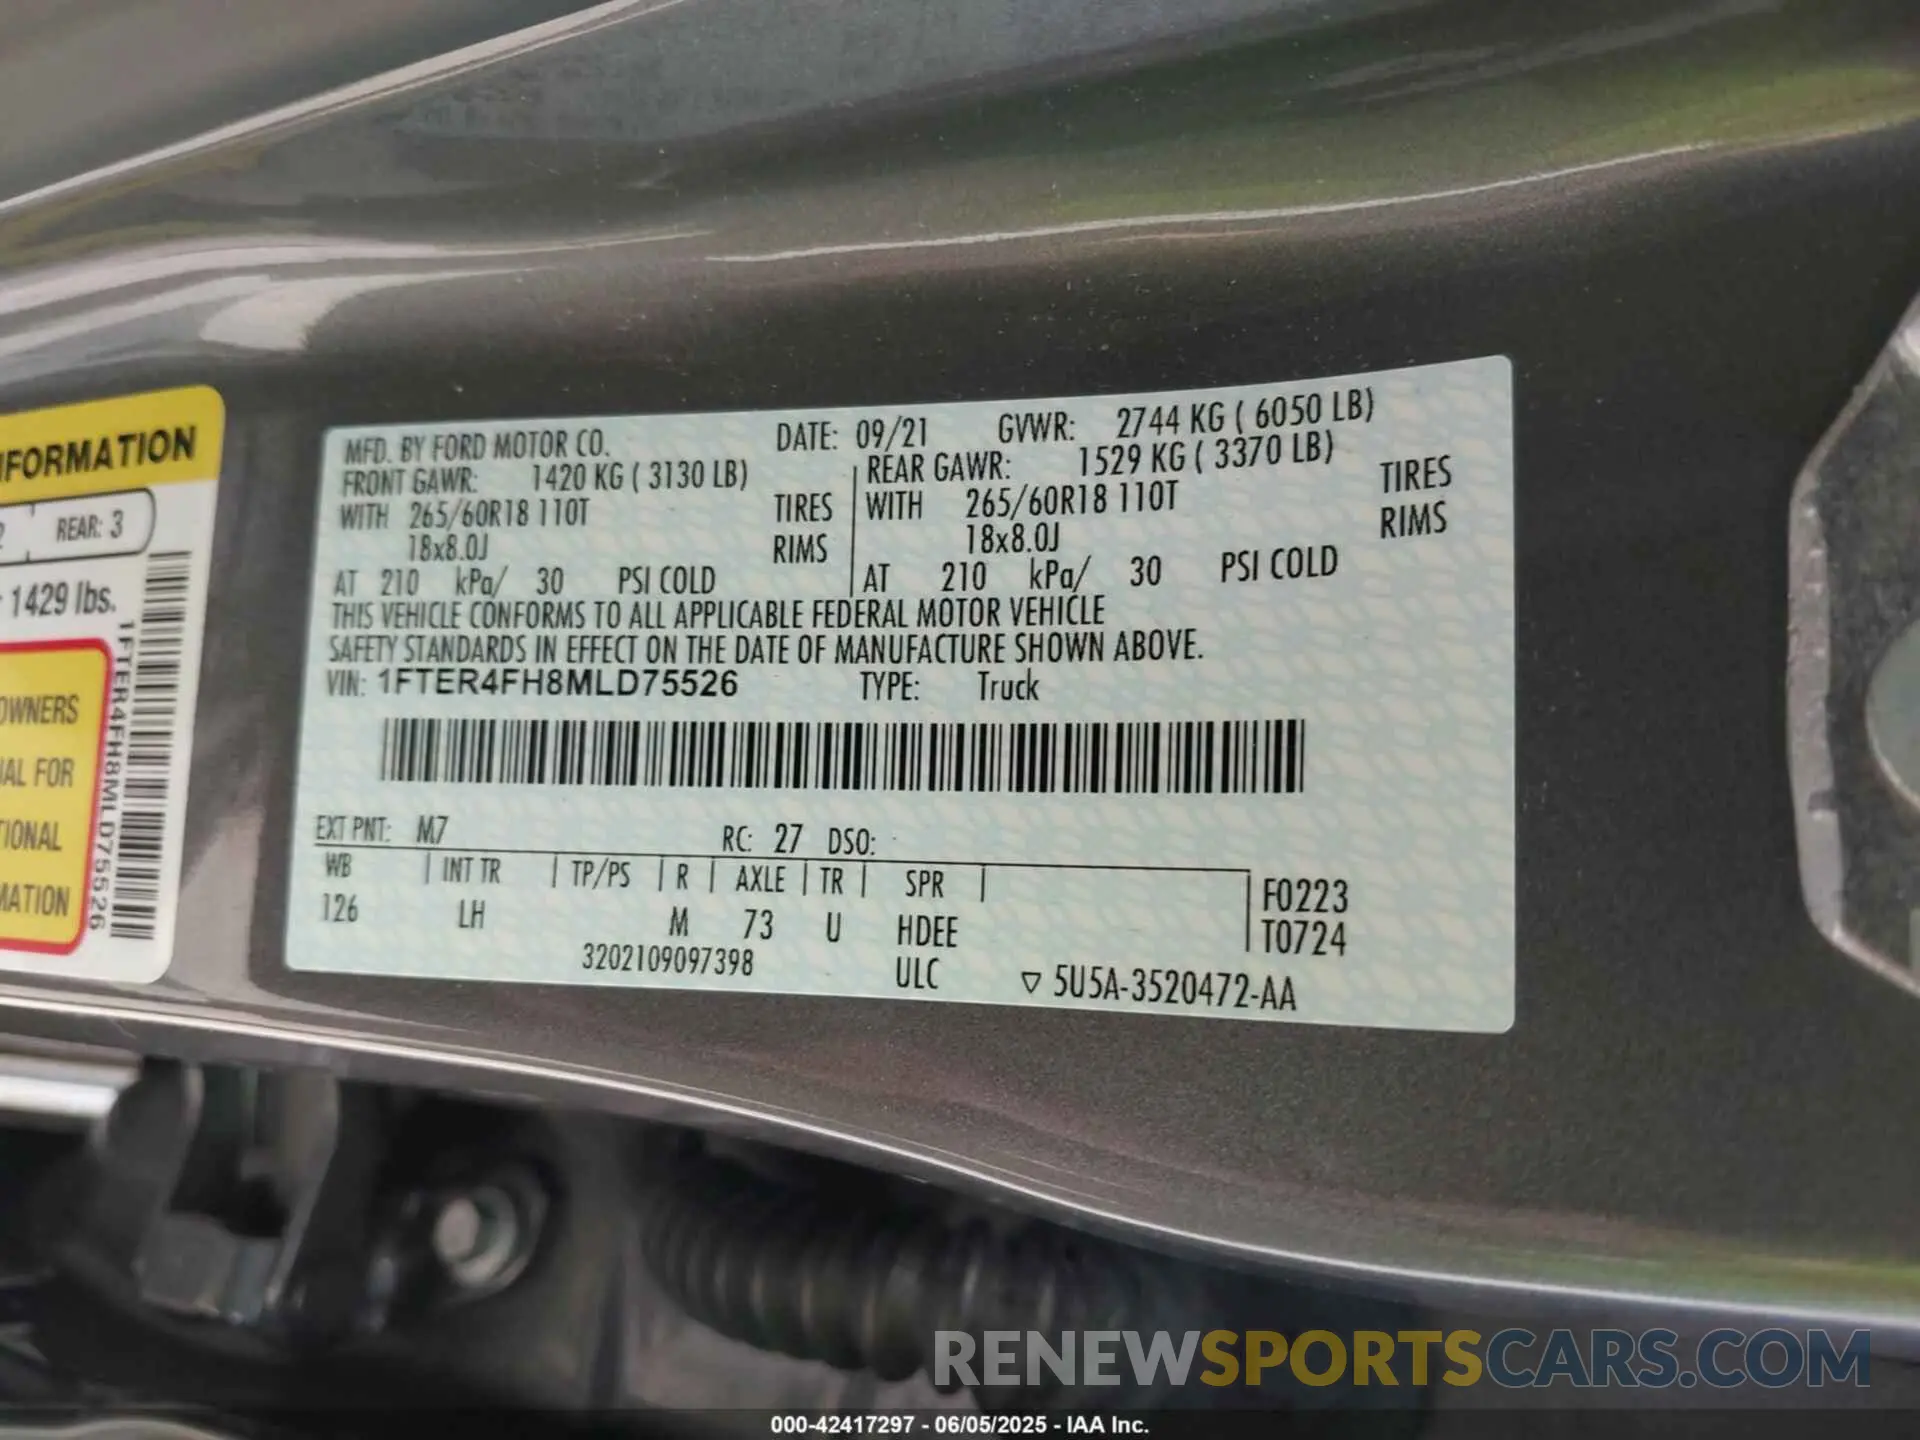 MFD. BY FORD MOTOR CO. DATE: 09/21 GVWR: 2744 KG ( 6050 LB)
FRONT GAWR: 1420 KG ( 3130 LB) REAR GAWR: 1529 KG ( 3370 LB)
WITH 265/60R18 110T TIRES WITH 265/60R18 110T TIRES
18x8.0J RIMS 18x8.0J RIMS
AT 210 kPa/ 30 PSI COLD AT 210 kPa/ 30 PSI COLD
THIS VEHICLE CONFORMS TO ALL APPLICABLE FEDERAL MOTOR VEHICLE
SAFETY STANDARDS IN EFFECT ON THE DATE OF MANUFACTURE SHOWN ABOVE.
VIN: 1FTER4FH8MLD75526 TYPE: Truck
EXT PNT: M7 RC: 27 DSO:
WB INT TR TP/PS R AXLE TR SPR
126 LH M 73 U HDEE
F0223
T0724
3202109097398 ULC ▽ 5U5A-3520472-AA
REAR: 3
1429 lbs.
1FTER4FH8MLD75526
OWNERS
FOR
RENEWSPORTSCARS.COM
000-42417297 - 06/05/2025 - IAA Inc.